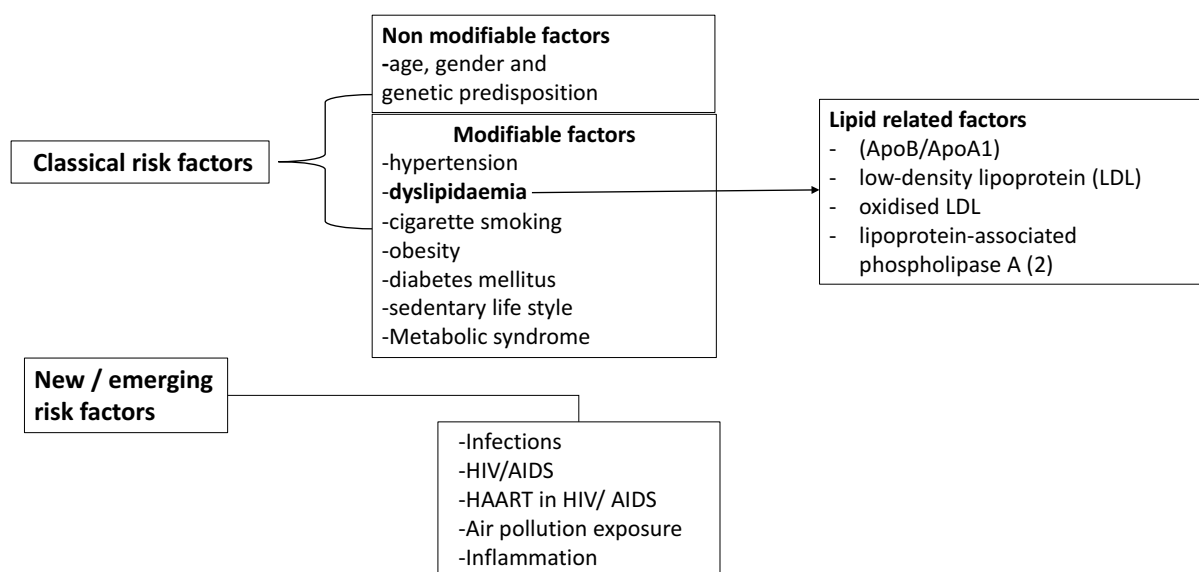 Classical risk factors
Non modifiable factors
-age, gender and
genetic predisposition
Modifiable factors
-hypertension
-dyslipidaemia
-cigarette smoking
-obesity
-diabetes mellitus
-sedentary life style
-Metabolic syndrome
Lipid related factors
- (ApoB/ApoA1)
- low-density lipoprotein (LDL)
- oxidised LDL
- lipoprotein-associated
phospholipase A (2)
New / emerging
risk factors
-Infections
-HIV/AIDS
-HAART in HIV/ AIDS
-Air pollution exposure
-Inflammation